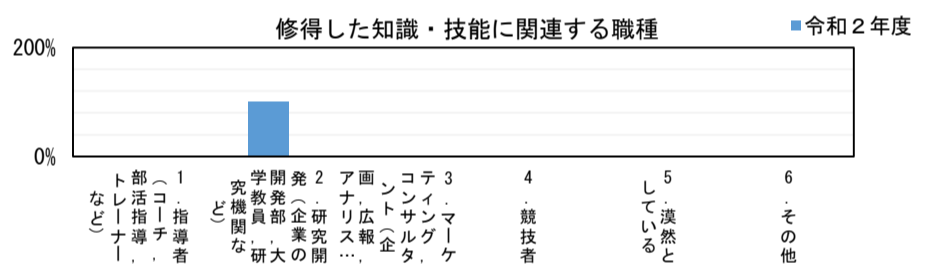 修得した知識・技能に関連する職種
令和２年度
200%
0%
1．指導者
（コーチ，
部活指導，
トレーナー
など）
2．研究開
発（企業の
開発部，大
学教員，研
究機関な
ど）
3．マーケ
ティング，
コンサルタ
ント（企
画，広報，
アナリス…
4．競技者
5．漠然と
している
6．その他